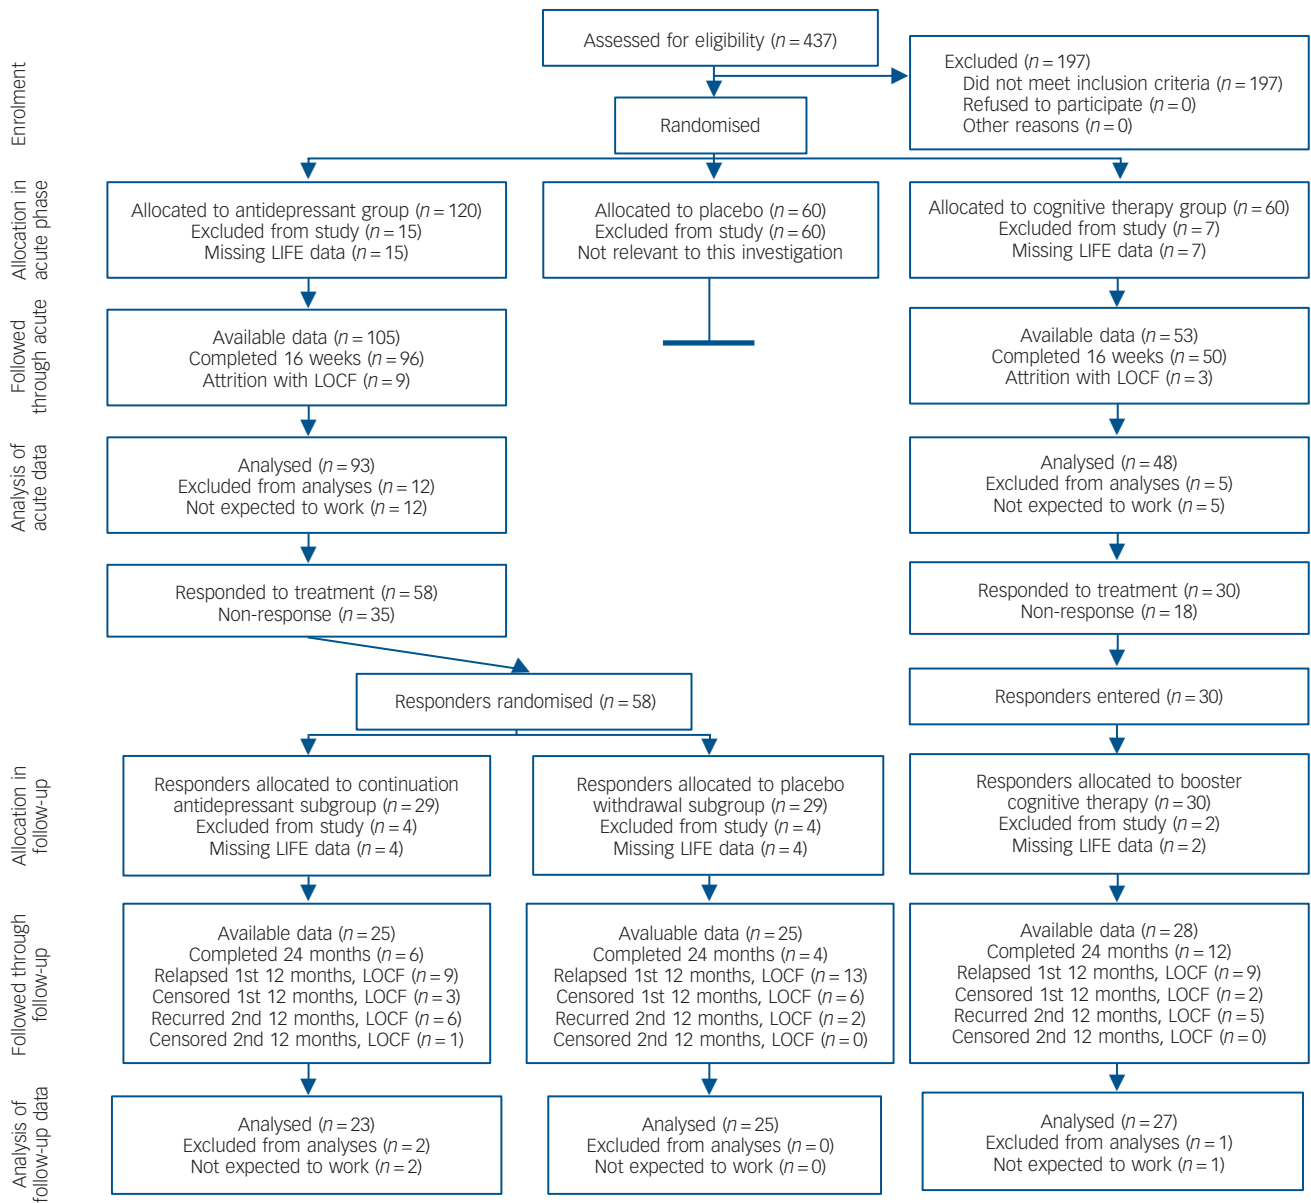 Enrolment
Assessed for eligibility (n = 437)
Excluded (n = 197)
Did not meet inclusion criteria (n = 197)
Refused to participate (n = 0)
Other reasons (n = 0)
Randomised
Allocation in
acute phase
Allocated to antidepressant group (n = 120)
Excluded from study (n = 15)
Missing LIFE data (n = 15)
Allocated to placebo (n = 60)
Excluded from study (n = 60)
Not relevant to this investigation
Allocated to cognitive therapy group (n = 60)
Excluded from study (n = 7)
Missing LIFE data (n = 7)
Followed
through acute
Available data (n = 105)
Completed 16 weeks (n = 96)
Attrition with LOCF (n = 9)
Available data (n = 53)
Completed 16 weeks (n = 50)
Attrition with LOCF (n = 3)
Analysis of
acute data
Analysed (n = 93)
Excluded from analyses (n = 12)
Not expected to work (n = 12)
Analysed (n = 48)
Excluded from analyses (n = 5)
Not expected to work (n = 5)
Responded to treatment (n = 58)
Non-response (n = 35)
Responded to treatment (n = 30)
Non-response (n = 18)
Responders randomised (n = 58)
Responders entered (n = 30)
Allocation in
follow-up
Responders allocated to continuation
antidepressant subgroup (n = 29)
Excluded from study (n = 4)
Missing LIFE data (n = 4)
Responders allocated to placebo
withdrawal subgroup (n = 29)
Excluded from study (n = 4)
Missing LIFE data (n = 4)
Responders allocated to booster
cognitive therapy (n = 30)
Excluded from study (n = 2)
Missing LIFE data (n = 2)
Followed through
follow-up
Available data (n = 25)
Completed 24 months (n = 6)
Relapsed 1st 12 months, LOCF (n = 9)
Censored 1st 12 months, LOCF (n = 3)
Recurred 2nd 12 months, LOCF (n = 6)
Censored 2nd 12 months, LOCF (n = 1)
Avaluable data (n = 25)
Completed 24 months (n = 4)
Relapsed 1st 12 months, LOCF (n = 13)
Censored 1st 12 months, LOCF (n = 6)
Recurred 2nd 12 months, LOCF (n = 2)
Censored 2nd 12 months, LOCF (n = 0)
Available data (n = 28)
Completed 24 months (n = 12)
Relapsed 1st 12 months, LOCF (n = 9)
Censored 1st 12 months, LOCF (n = 2)
Recurred 2nd 12 months, LOCF (n = 5)
Censored 2nd 12 months, LOCF (n = 0)
Analysis of
follow-up data
Analysed (n = 23)
Excluded from analyses (n = 2)
Not expected to work (n = 2)
Analysed (n = 25)
Excluded from analyses (n = 0)
Not expected to work (n = 0)
Analysed (n = 27)
Excluded from analyses (n = 1)
Not expected to work (n = 1)